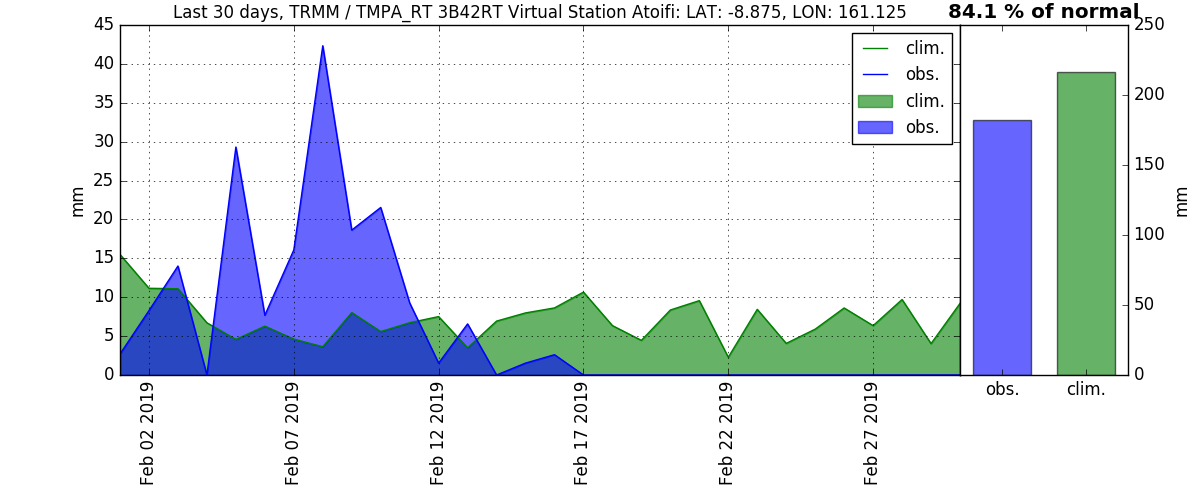 Last 30 days, TRMM / TMPA_RT 3B42RT Virtual Station Atoifi: LAT: -8.875, LON: 161.125
84.1 % of normal
45
40
35
30
25
20
15
10
5
0
mm
clim.
obs.
clim.
obs.
Feb 02 2019
Feb 07 2019
Feb 12 2019
Feb 17 2019
Feb 22 2019
Feb 27 2019
250
200
150
100
50
0
mm
obs.
clim.